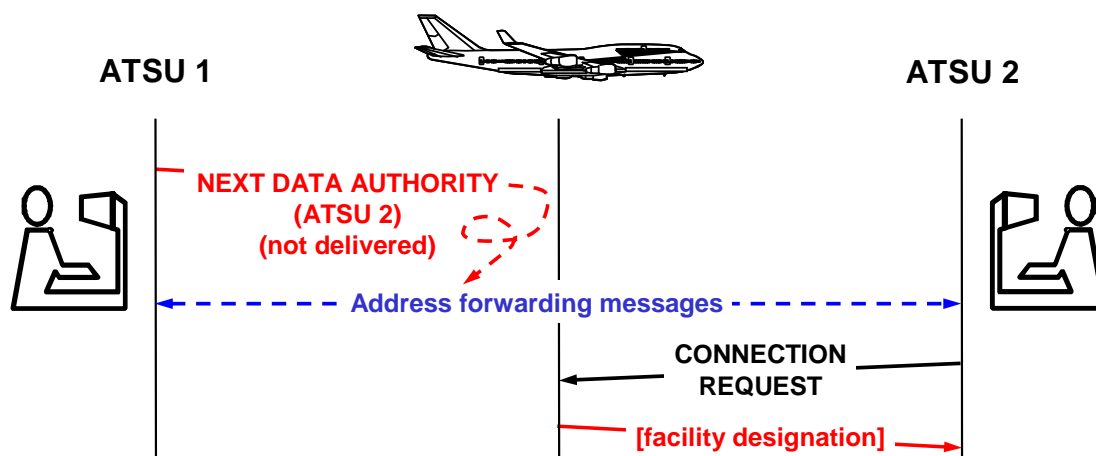 ATSU 1
ATSU 2
NEXT DATA AUTHORITY
(ATSU 2)
(not delivered)
Address forwarding messages
CONNECTION
REQUEST
[facility designation]